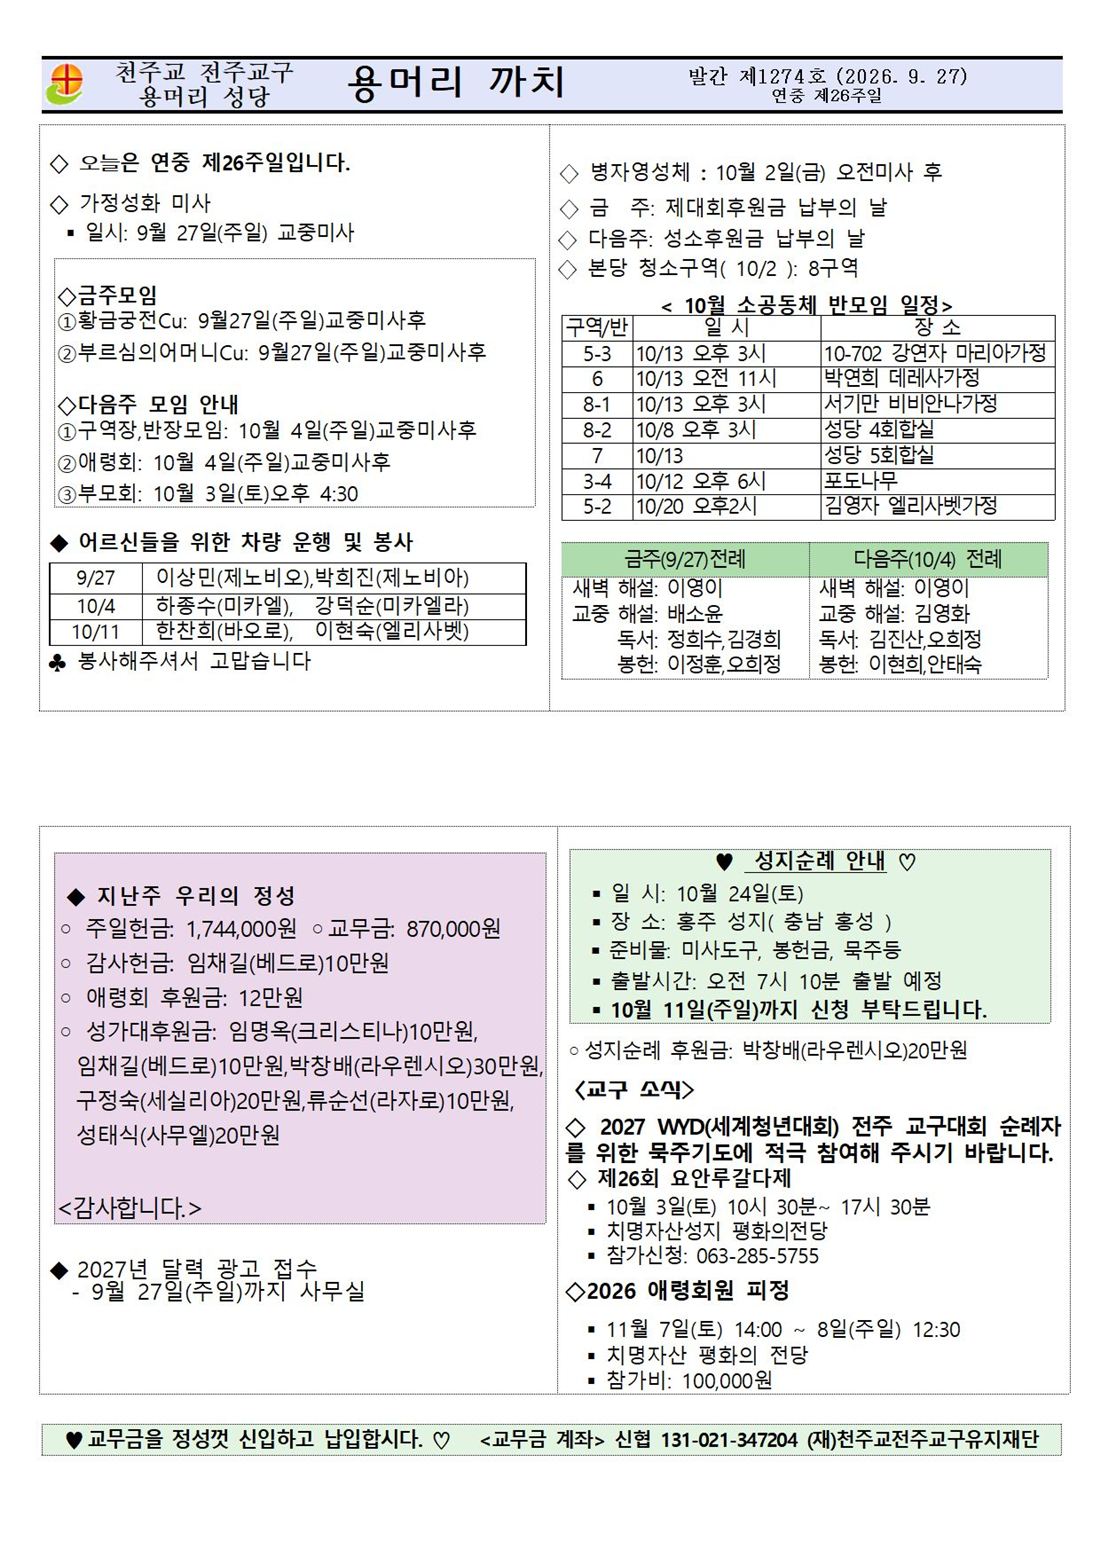 천주교 전주교구
용머리 성당
용머리 까치
발간 제1274호 (2026. 9. 27)
연중 제26주일
◇ 오늘은 연중 제26주일입니다.
◇ 가정성화 미사
▪ 일시: 9월 27일(주일) 교중미사
◇금주모임
①황금궁전Cu: 9월27일(주일)교중미사후
②부르심의어머니Cu: 9월27일(주일)교중미사후
◇다음주 모임 안내
①구역장,반장모임: 10월 4일(주일)교중미사후
②애령회: 10월 4일(주일)교중미사후
③부모회: 10월 3일(토)오후 4:30
◆ 어르신들을 위한 차량 운행 및 봉사
9/27 이상민(제노비오),박희진(제노비아)
10/4 하종수(미카엘), 강덕순(미카엘라)
10/11 한찬희(바오로), 이현숙(엘리사벳)
♣ 봉사해주셔서 고맙습니다
◇ 병자영성체 : 10월 2일(금) 오전미사 후
◇ 금 주: 제대회후원금 납부의 날
◇ 다음주: 성소후원금 납부의 날
◇ 본당 청소구역( 10/2 ): 8구역
< 10월 소공동체 반모임 일정>
구역/반 일 시 장 소
5-3 10/13 오후 3시 10-702 강연자 마리아가정
6 10/13 오전 11시 박연희 데레사가정
8-1 10/13 오후 3시 서기만 비비안나가정
8-2 10/8 오후 3시 성당 4회합실
7 10/13 성당 5회합실
3-4 10/12 오후 6시 포도나무
5-2 10/20 오후2시 김영자 엘리사벳가정
금주(9/27)전례 다음주(10/4) 전례
새벽 해설: 이영이 새벽 해설: 이영이
교중 해설: 배소윤 교중 해설: 김영화
독서: 정희수,김경희 독서: 김진산,오희정
봉헌: 이정훈,오희정 봉헌: 이현희,안태숙
◆ 지난주 우리의 정성
○ 주일헌금: 1,744,000원 ○교무금: 870,000원
○ 감사헌금: 임채길(베드로)10만원
○ 애령회 후원금: 12만원
○ 성가대후원금: 임명옥(크리스티나)10만원,
임채길(베드로)10만원,박창배(라우렌시오)30만원,
구정숙(세실리아)20만원,류순선(라자로)10만원,
성태식(사무엘)20만원
<감사합니다.>
◆ 2027년 달력 광고 접수
- 9월 27일(주일)까지 사무실
♥ 성지순례 안내 ♡
▪ 일 시: 10월 24일(토)
▪ 장 소: 홍주 성지( 충남 홍성 )
▪ 준비물: 미사도구, 봉헌금, 묵주등
▪ 출발시간: 오전 7시 10분 출발 예정
▪ 10월 11일(주일)까지 신청 부탁드립니다.
○성지순례 후원금: 박창배(라우렌시오)20만원
<교구 소식>
◇ 2027 WYD(세계청년대회) 전주 교구대회 순례자
를 위한 묵주기도에 적극 참여해 주시기 바랍니다.
◇ 제26회 요안루갈다제
▪ 10월 3일(토) 10시 30분~ 17시 30분
▪ 치명자산성지 평화의전당
▪ 참가신청: 063-285-5755
◇2026 애령회원 피정
▪ 11월 7일(토) 14:00 ~ 8일(주일) 12:30
▪ 치명자산 평화의 전당
▪ 참가비: 100,000원
♥교무금을 정성껏 신입하고 납입합시다. ♡ <교무금 계좌> 신협 131-021-347204 (재)천주교전주교구유지재단